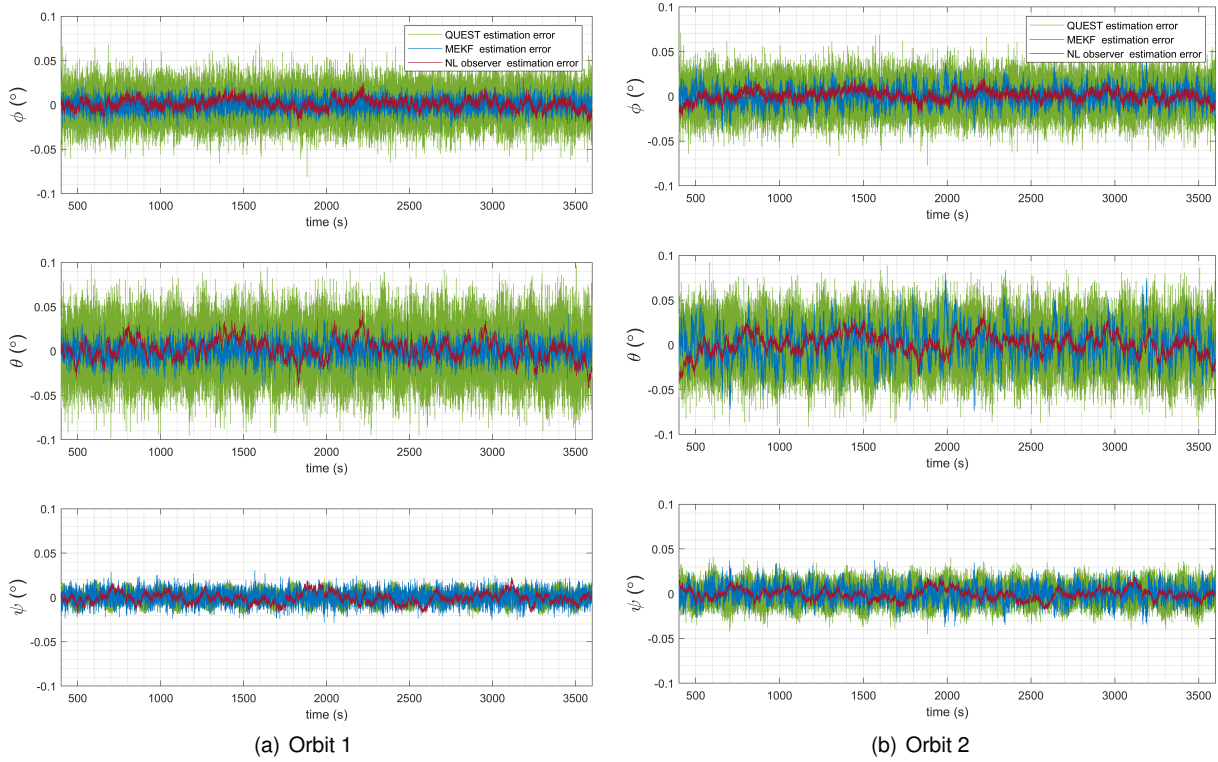 QUEST estimation error
MEKF estimation error
NL observer estimation error
0.1
0.05
0
-0.05
-0.1
ϕ (°)
500 1000 1500 2000 2500 3000 3500
time (s)
0.1
0.05
0
-0.05
-0.1
θ (°)
500 1000 1500 2000 2500 3000 3500
time (s)
0.1
0.05
0
-0.05
-0.1
ψ (°)
500 1000 1500 2000 2500 3000 3500
time (s)
(a) Orbit 1
QUEST estimation error
MEKF estimation error
NL observer estimation error
0.1
0.05
0
-0.05
-0.1
ϕ (°)
500 1000 1500 2000 2500 3000 3500
time (s)
0.1
0.05
0
-0.05
-0.1
θ (°)
500 1000 1500 2000 2500 3000 3500
time (s)
0.1
0.05
0
-0.05
-0.1
ψ (°)
500 1000 1500 2000 2500 3000 3500
time (s)
(b) Orbit 2